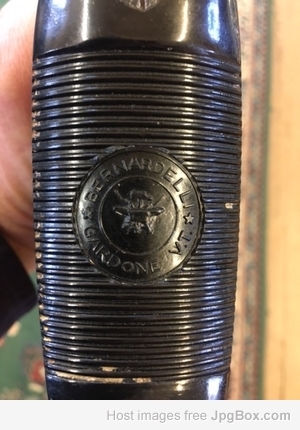 BERNARDELLI
GARDONE V.T.
Host images free JpgBox.com